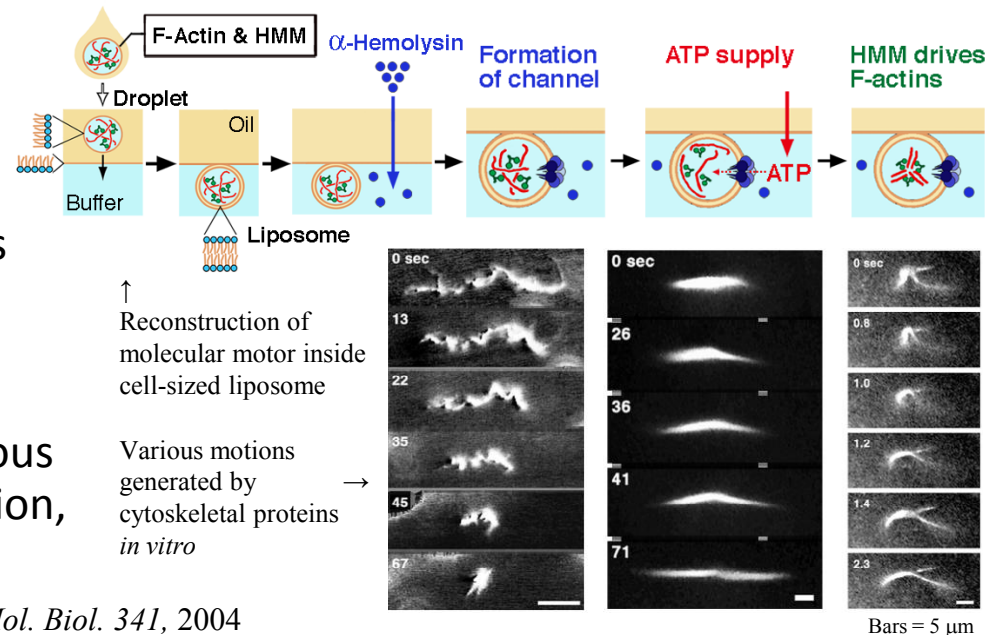 F-Actin & HMM
α-Hemolysin
Formation
of channel
ATP supply
HMM drives
F-actins
Droplet
Oil
Buffer
ATP
Liposome
s
↑
Reconstruction of
molecular motor inside
cell-sized liposome
ous
ion,
Various motions
generated by →
cytoskeletal proteins
in vitro
0 sec
13
22
35
45
67
0 sec
26
36
41
71
0 sec
0.8
1.0
1.2
1.4
2.3
ol. Biol. 341, 2004
Bars = 5 μm